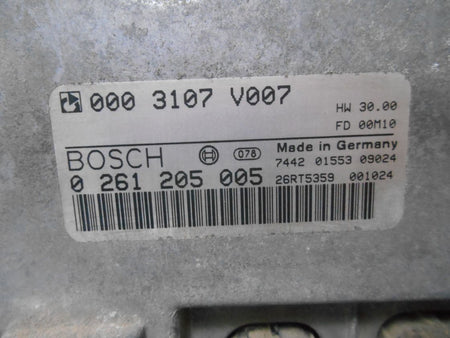 000 3107 V007
HW 30.00
FD 00M10
BOSCH 078 Made in Germany
7442 01553 09024
0 261 205 005 26RT5359 001024